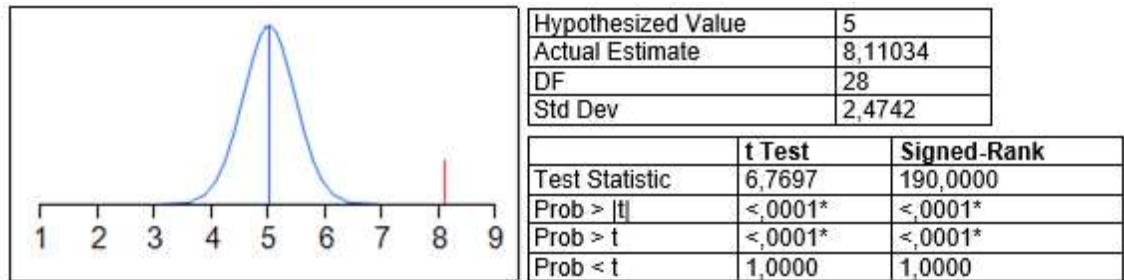 Hypothesized Value 5
Actual Estimate 8,11034
DF 28
Std Dev 2,4742
t Test Signed-Rank
Test Statistic 6,7697 190,0000
Prob > |t| <,0001* <,0001*
Prob > t <,0001* <,0001*
Prob < t 1,0000 1,0000
1 2 3 4 5 6 7 8 9